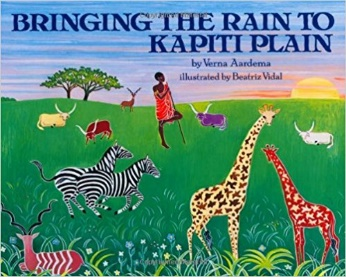 BRINGING THE RAIN TO
KAPITI PLAIN
by Verna Aardema
illustrated by Beatriz Vidal